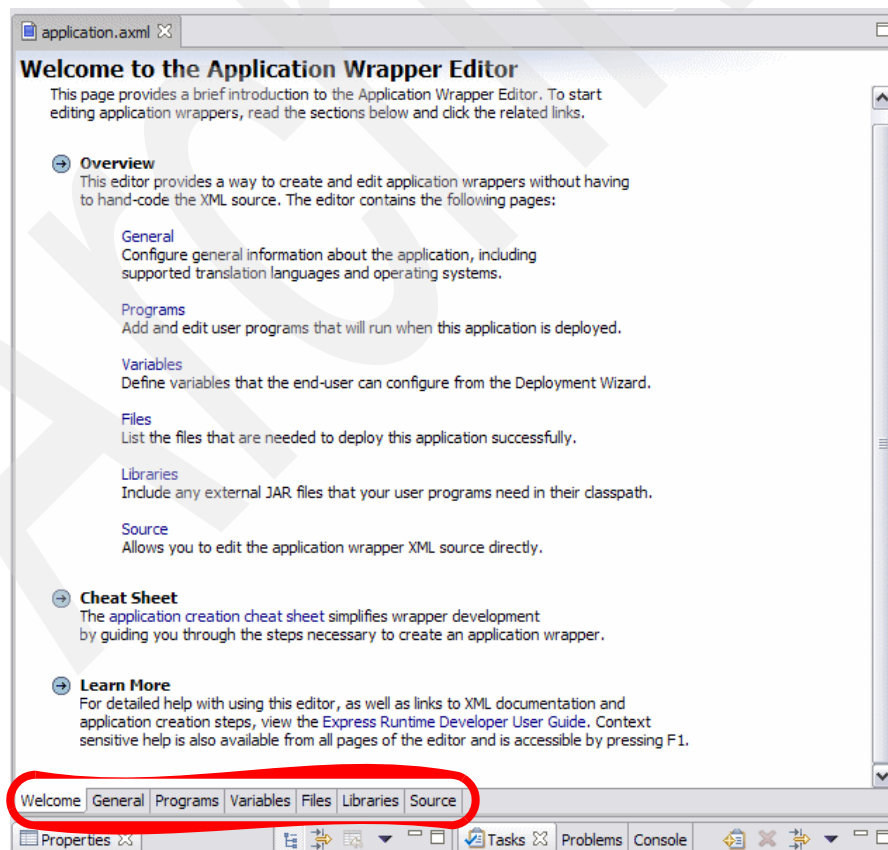 application.axml
Welcome to the Application Wrapper Editor
This page provides a brief introduction to the Application Wrapper Editor. To start
editing application wrappers, read the sections below and click the related links.
Overview
This editor provides a way to create and edit application wrappers without having
to hand-code the XML source. The editor contains the following pages:
General
Configure general information about the application, including
supported translation languages and operating systems.
Programs
Add and edit user programs that will run when this application is deployed.
Variables
Define variables that the end-user can configure from the Deployment Wizard.
Files
List the files that are needed to deploy this application successfully.
Libraries
Include any external JAR files that your user programs need in their classpath.
Source
Allows you to edit the application wrapper XML source directly.
Cheat Sheet
The application creation cheat sheet simplifies wrapper development
by guiding you through the steps necessary to create an application wrapper.
Learn More
For detailed help with using this editor, as well as links to XML documentation and
application creation steps, view the Express Runtime Developer User Guide. Context
sensitive help is also available from all pages of the editor and is accessible by pressing F1.
Welcome General Programs Variables Files Libraries Source
Properties Tasks Problems Console